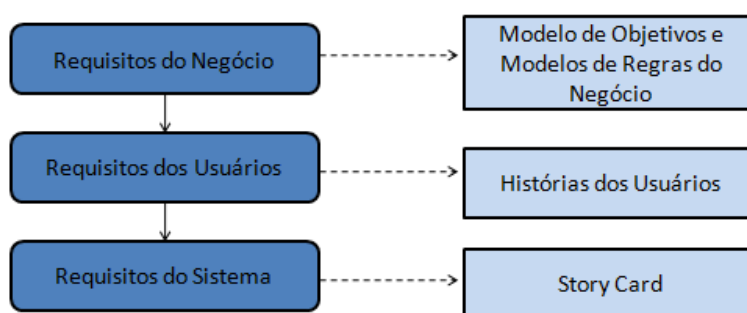 Requisitos do Negócio
Modelo de Objetivos e
Modelos de Regras do
Negócio
Requisitos dos Usuários
Histórias dos Usuários
Requisitos do Sistema
Story Card